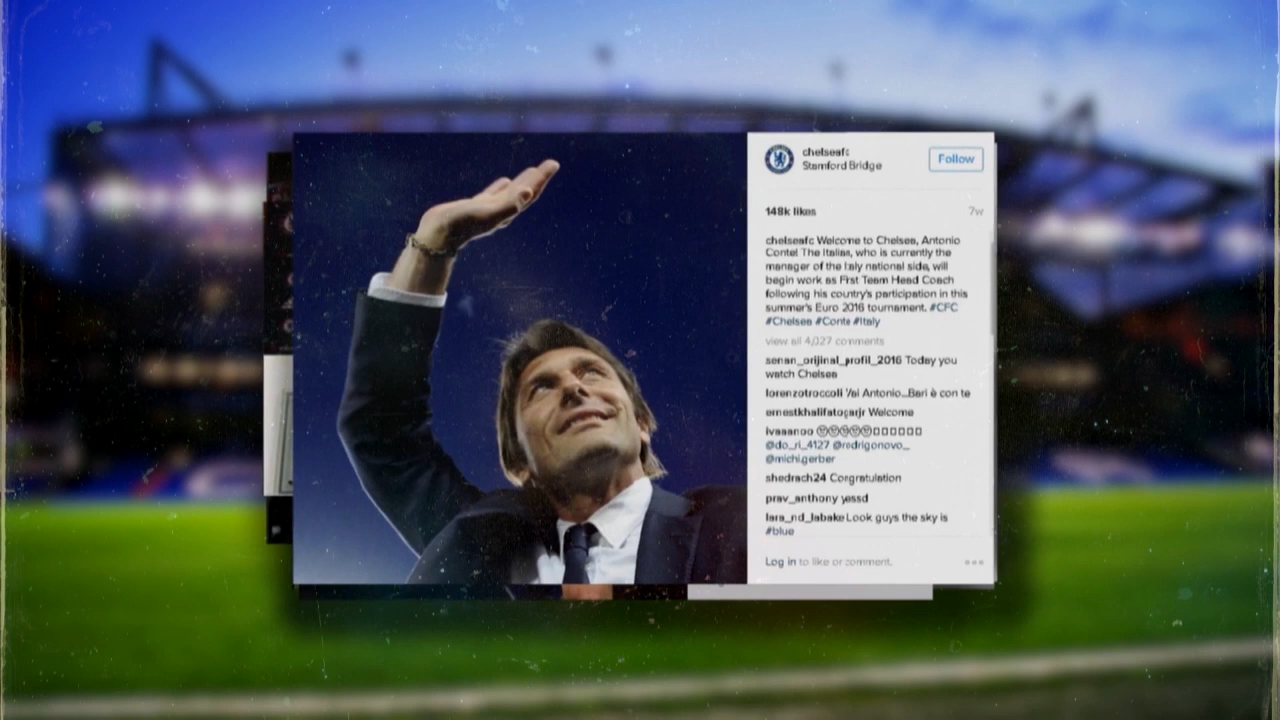 chelseafc
Stamford Bridge
Follow
148k likes
7w
chelseafc Welcome to Chelsea, Antonio
Conte! The Italian, who is currently the
manager of the Italy national side, will
begin work as First Team Head Coach
following his country's participation in this
summer's Euro 2016 tournament. #CFC
#Chelsea #Conte #Italy
view all 4,027 comments
senan_orijinal_profil_2016 Today you
watch Chelsea
lorenzotroccoli Vai Antonio...Bari è con te
Welcome
ivaaanoo
@do_ri_4127 @rodrigonovo_
@michi.gerber
shedrach24 Congratulation
prav_anthony yessd
lara_nd_labake Look guys the sky is
#blue
Log in to like or comment.